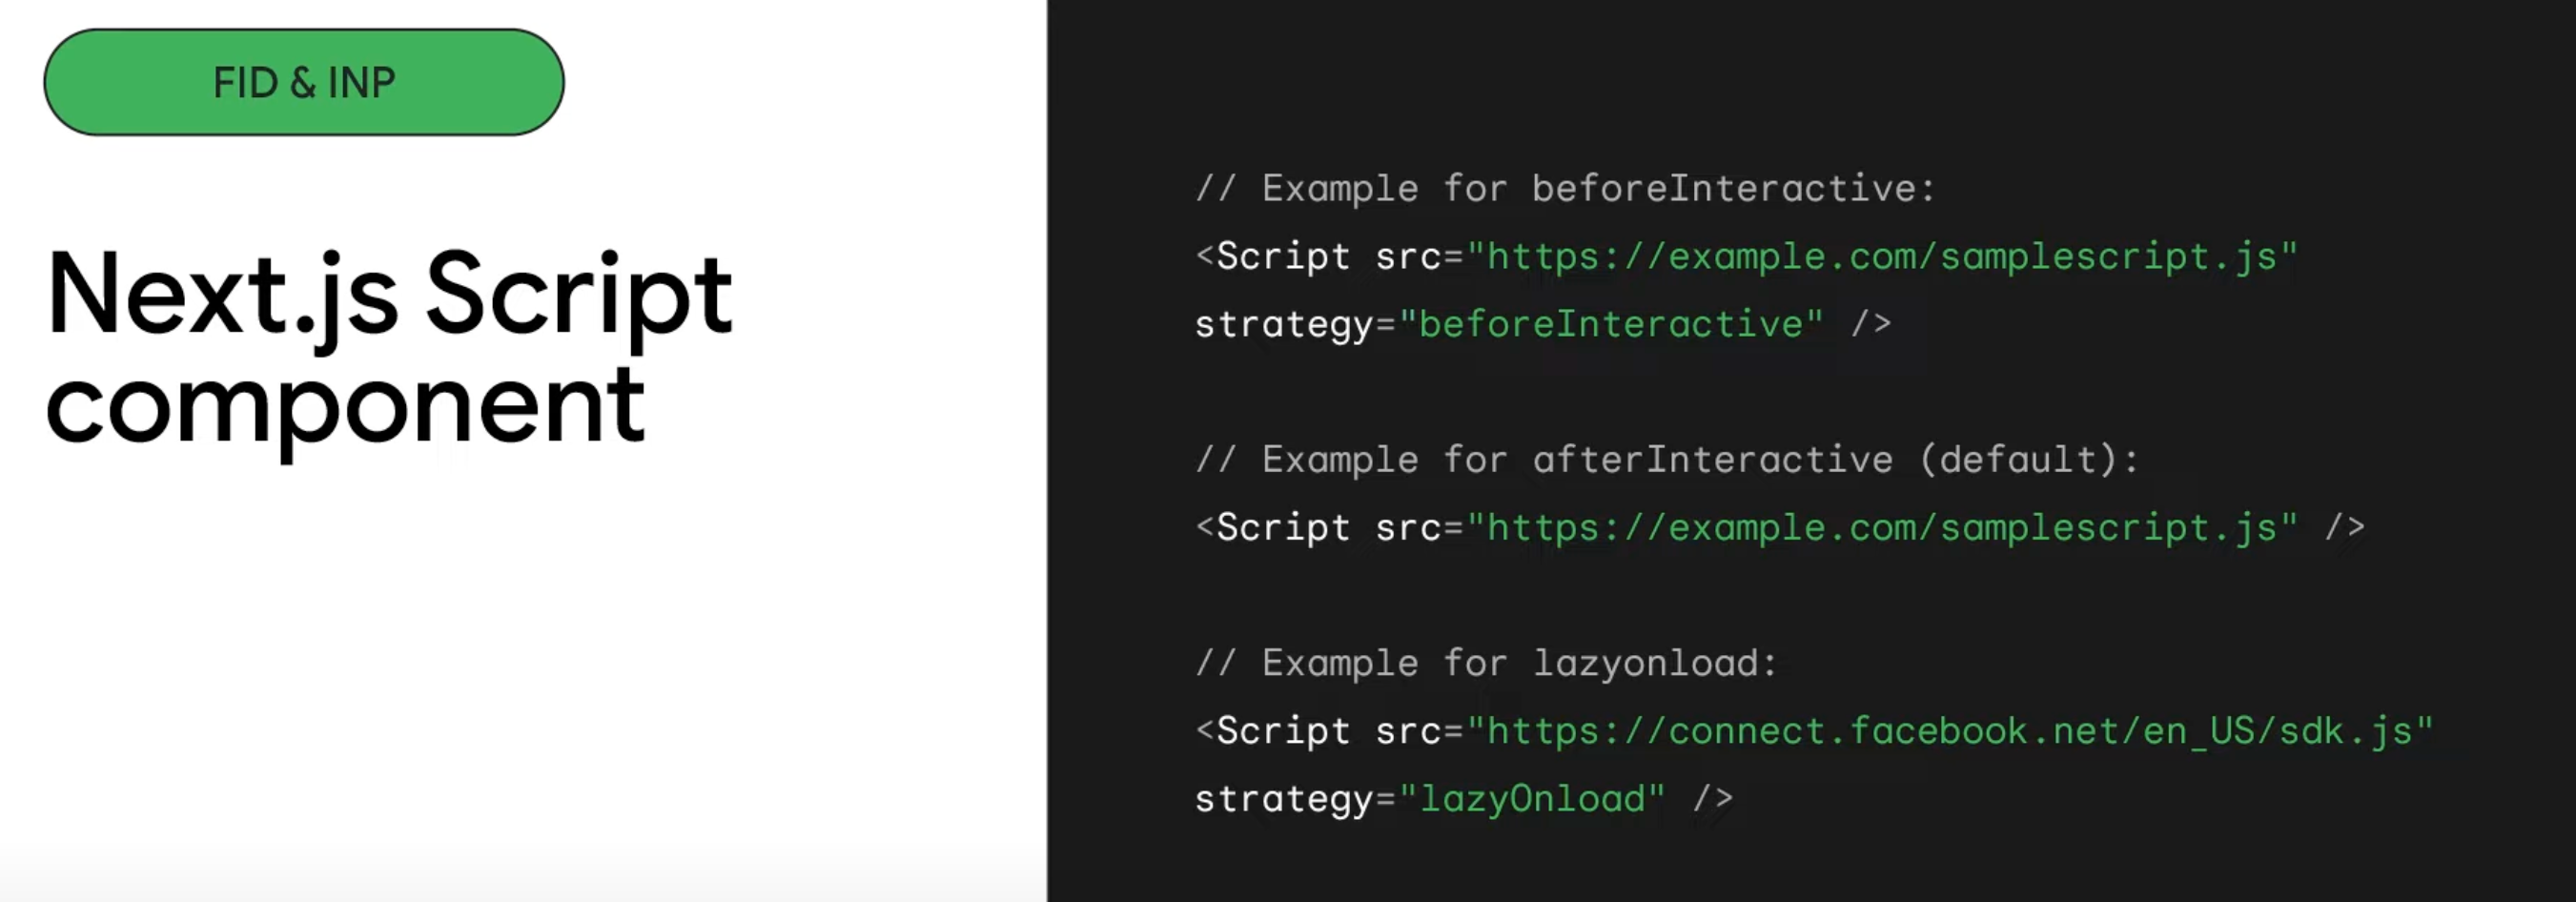 FID & INP
Next.js Script
component
// Example for beforeInteractive:
<Script src="https://example.com/samplescript.js"
strategy="beforeInteractive" />
// Example for afterInteractive (default):
<Script src="https://example.com/samplescript.js" />
// Example for lazyonload:
<Script src="https://connect.facebook.net/en_US/sdk.js"
strategy="lazyOnload" />